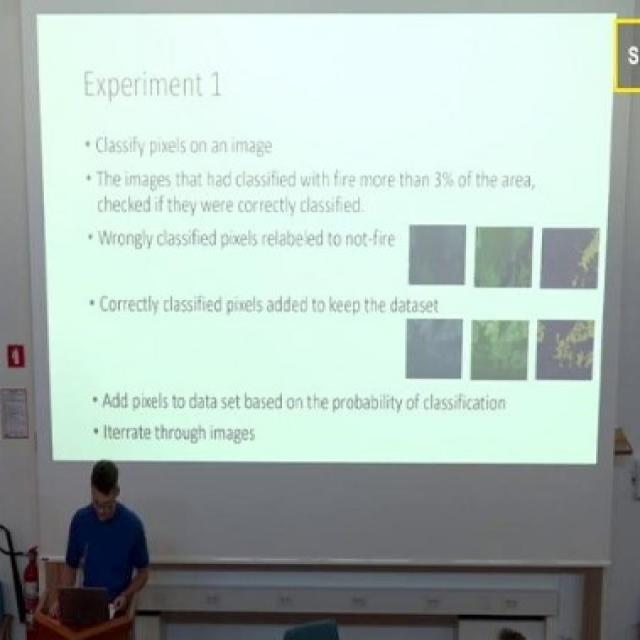 Experiment 1
• Classify pixels on an image
• The images that had classified with fire more than 3% of the area,
checked if they were correctly classified.
• Wrongly classified pixels relabeled to not-fire
• Correctly classified pixels added to keep the dataset
• Add pixels to data set based on the probability of classification
• Iterrate through images
S